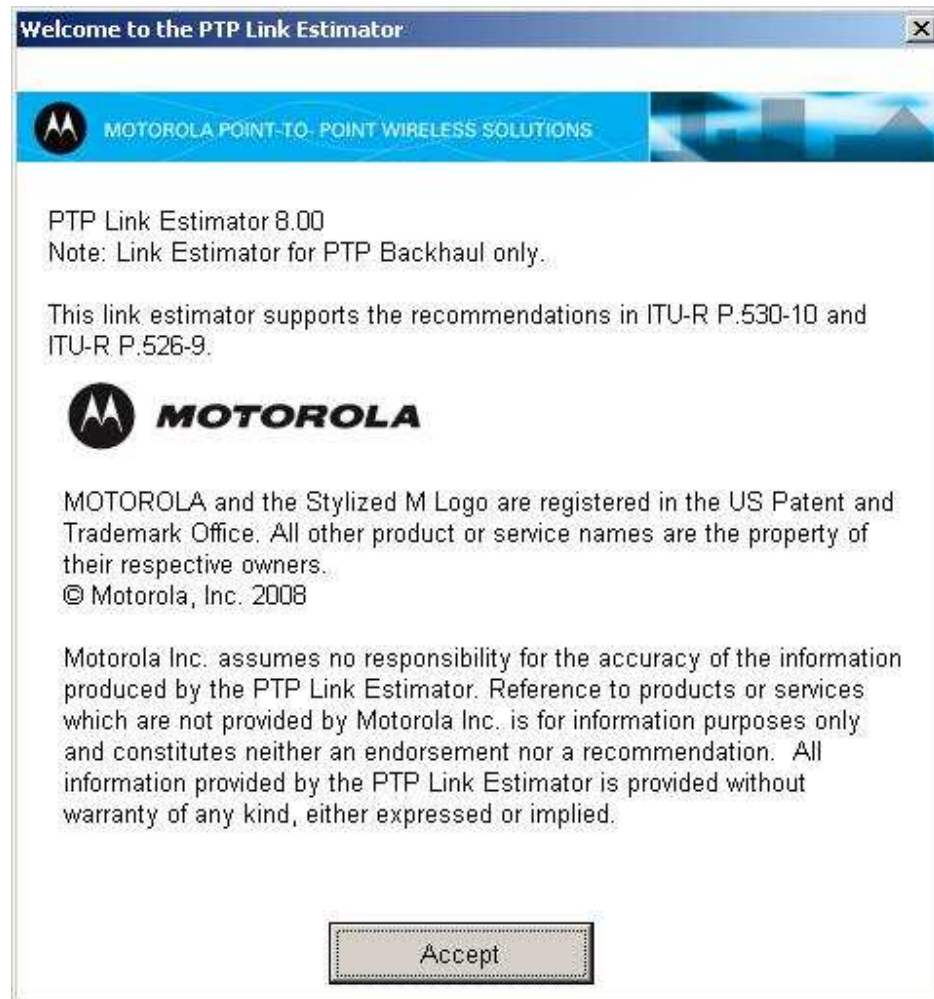 Welcome to the PTP Link Estimator
MOTOROLA POINT-TO- POINT WIRELESS SOLUTIONS
PTP Link Estimator 8.00
Note: Link Estimator for PTP Backhaul only.
This link estimator supports the recommendations in ITU-R P.530-10 and
ITU-R P.526-9.
MOTOROLA
MOTOROLA and the Stylized M Logo are registered in the US Patent and
Trademark Office. All other product or service names are the property of
their respective owners.
© Motorola, Inc. 2008
Motorola Inc. assumes no responsibility for the accuracy of the information
produced by the PTP Link Estimator. Reference to products or services
which are not provided by Motorola Inc. is for information purposes only
and constitutes neither an endorsement nor a recommendation.  All
information provided by the PTP Link Estimator is provided without
warranty of any kind, either expressed or implied.
Accept